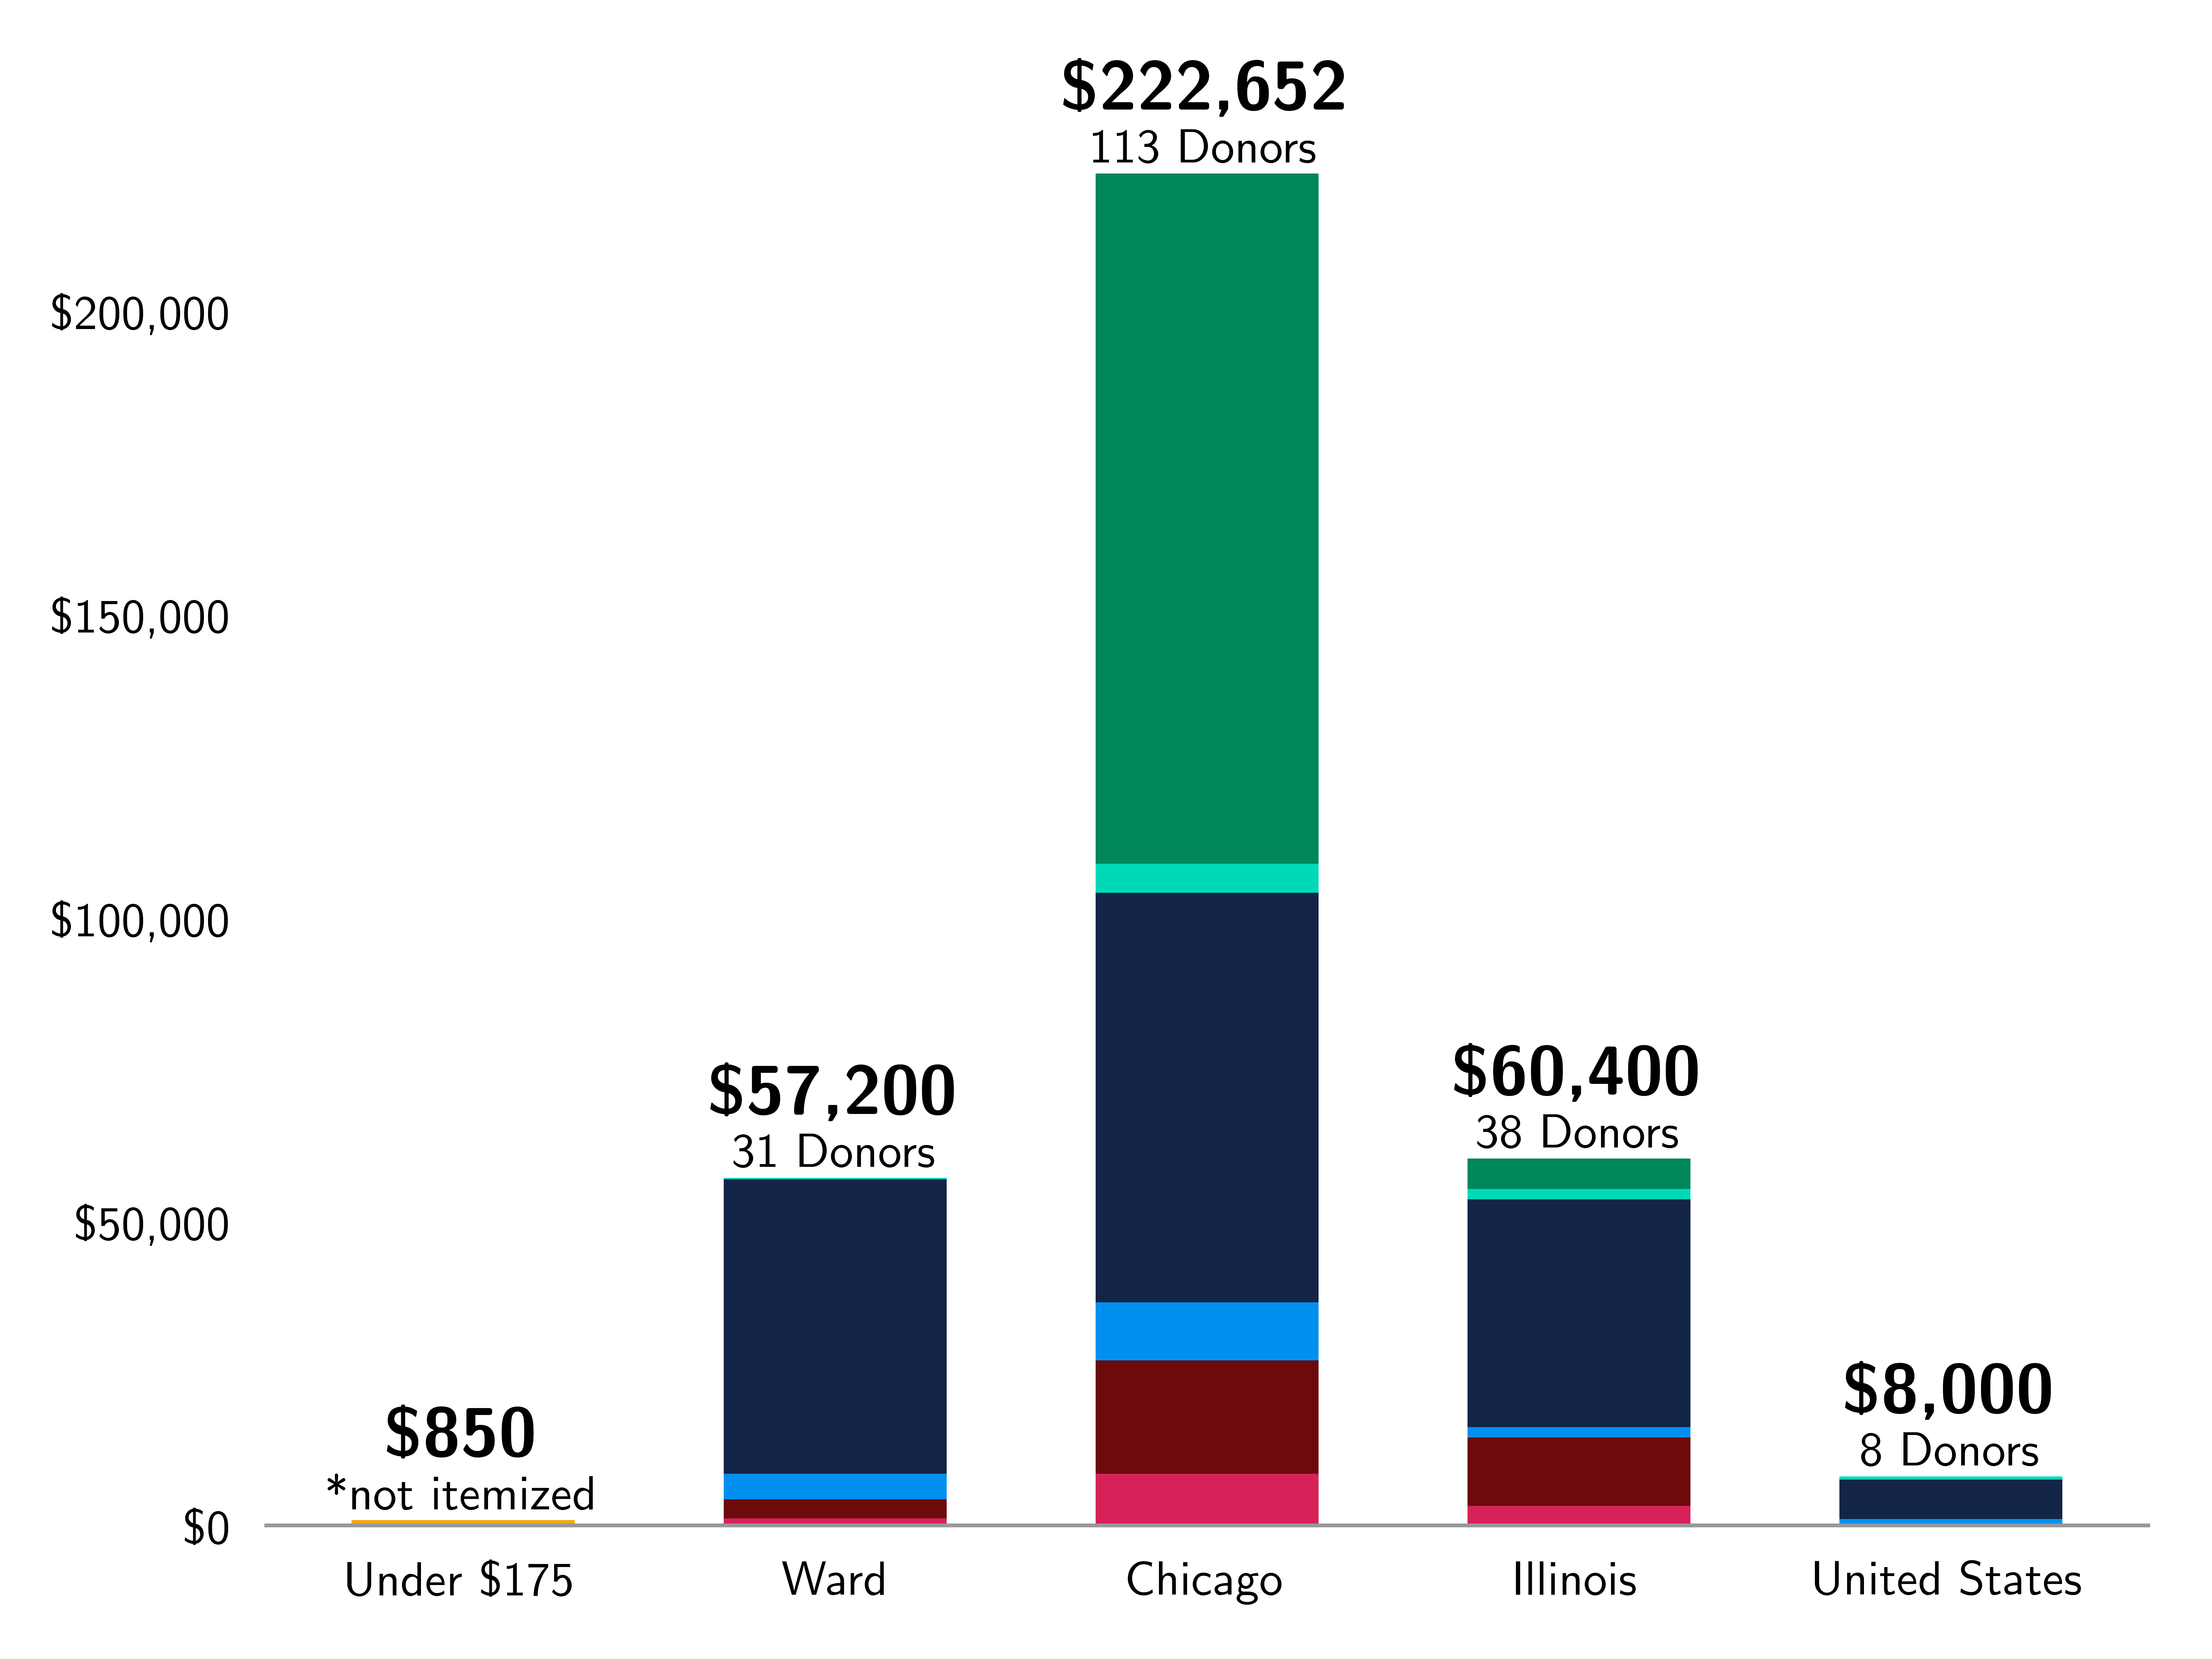 $222,652
113 Donors
$200,000
$150,000
$100,000
$60,400
38 Donors
$57,200
31 Donors
$50,000
$8,000
8 Donors
$850
*not itemized
$0
Under $175
Ward
Chicago
Illinois
United States